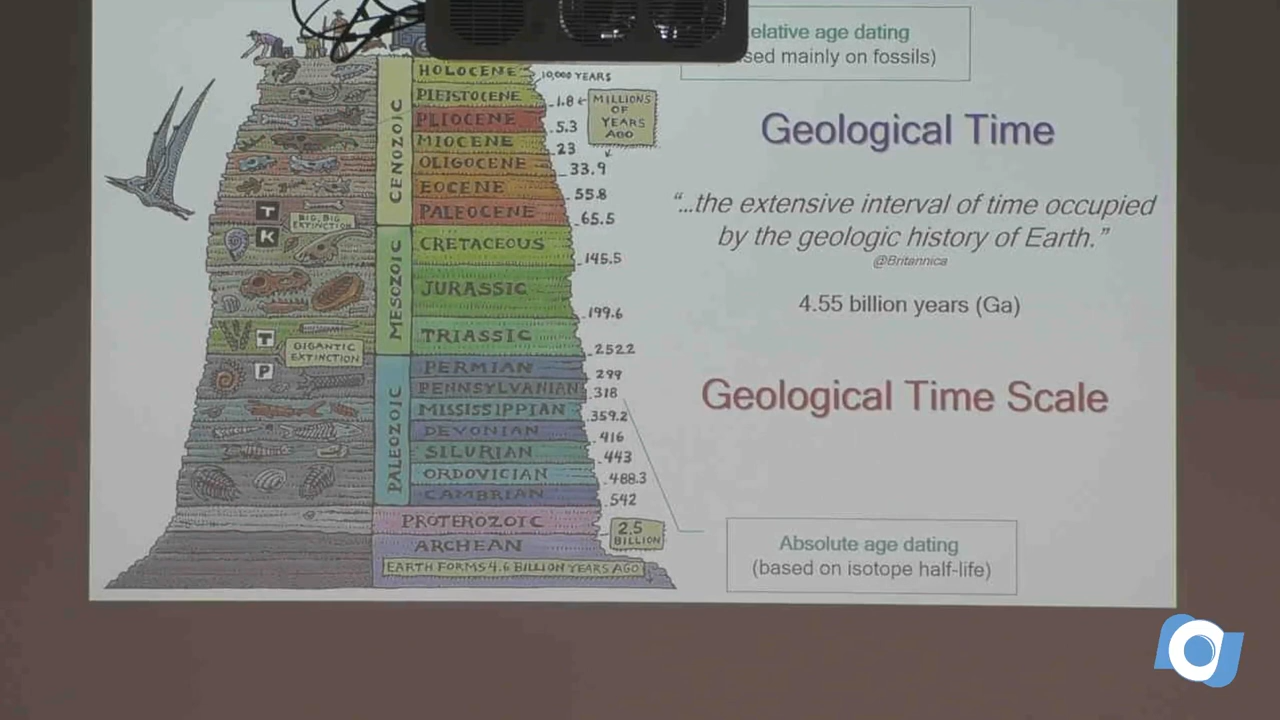 elative age dating
sed mainly on fossils)
Geological Time
“...the extensive interval of time occupied
by the geologic history of Earth.”
@Britannica
4.55 billion years (Ga)
Geological Time Scale
Absolute age dating
(based on isotope half-life)
CENOZOIC
HOLOCENE
10,000 YEARS
PLEISTOCENE
1.8
MILLIONS
OF
YEARS
AGO
PLIOCENE
5.3
MIOCENE
23
OLIGOCENE
33.9
EOCENE
55.8
PALEOCENE
65.5
T
BIG, BIG
EXTINCTION
K
MESOZOIC
CRETACEOUS
145.5
JURASSIC
199.6
TRIASSIC
252.2
T
GIGANTIC
EXTINCTION
P
PALEOZOIC
PERMIAN
299
PENNSYLVANIAN
318
MISSISSIPPIAN
359.2
DEVONIAN
416
SILURIAN
443
ORDOVICIAN
488.3
CAMBRIAN
542
PROTEROZOIC
2.5
BILLION
ARCHEAN
EARTH FORMS 4.6 BILLION YEARS AGO